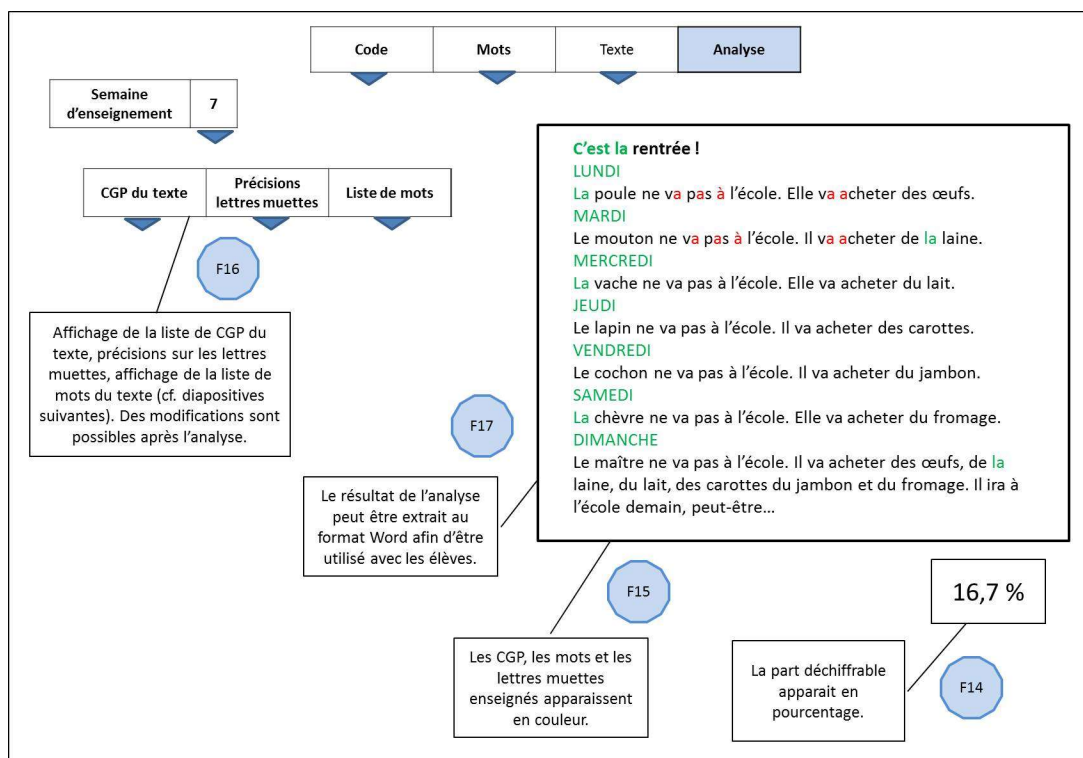 Code Mots Texte Analyse
Semaine
d'enseignement
7
CGP du texte
Précisions
lettres muettes
Liste de mots
F16
Affichage de la liste de CGP du
texte, précisions sur les lettres
muettes, affichage de la liste de
mots du texte (cf. diapositives
suivantes). Des modifications sont
possibles après l'analyse.
C'est la rentrée !
LUNDI
La poule ne va pas à l'école. Elle va acheter des œufs.
MARDI
Le mouton ne va pas à l'école. Il va acheter de la laine.
MERCREDI
La vache ne va pas à l'école. Elle va acheter du lait.
JEUDI
Le lapin ne va pas à l'école. Il va acheter des carottes.
VENDREDI
Le cochon ne va pas à l'école. Il va acheter du jambon.
SAMEDI
La chèvre ne va pas à l'école. Elle va acheter du fromage.
DIMANCHE
Le maître ne va pas à l'école. Il va acheter des œufs, de la
laine, du lait, des carottes du jambon et du fromage. Il ira à
l'école demain, peut-être…
F17
Le résultat de l'analyse
peut être extrait au
format Word afin d'être
utilisé avec les élèves.
F15
Les CGP, les mots et les
lettres muettes
enseignés apparaissent
en couleur.
16,7 %
La part déchiffrable
apparait en
pourcentage.
F14